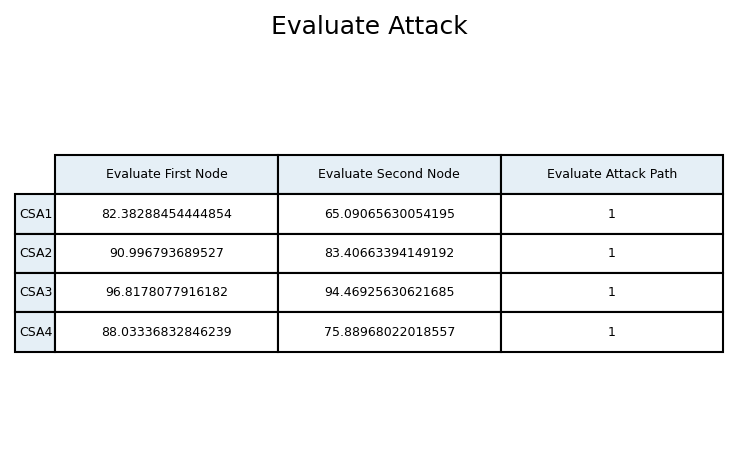 Evaluate Attack
Evaluate First Node Evaluate Second Node Evaluate Attack Path
CSA1 82.38288454444854 65.09065630054195 1
CSA2 90.996793689527 83.40663394149192 1
CSA3 96.8178077916182 94.46925630621685 1
CSA4 88.03336832846239 75.88968022018557 1